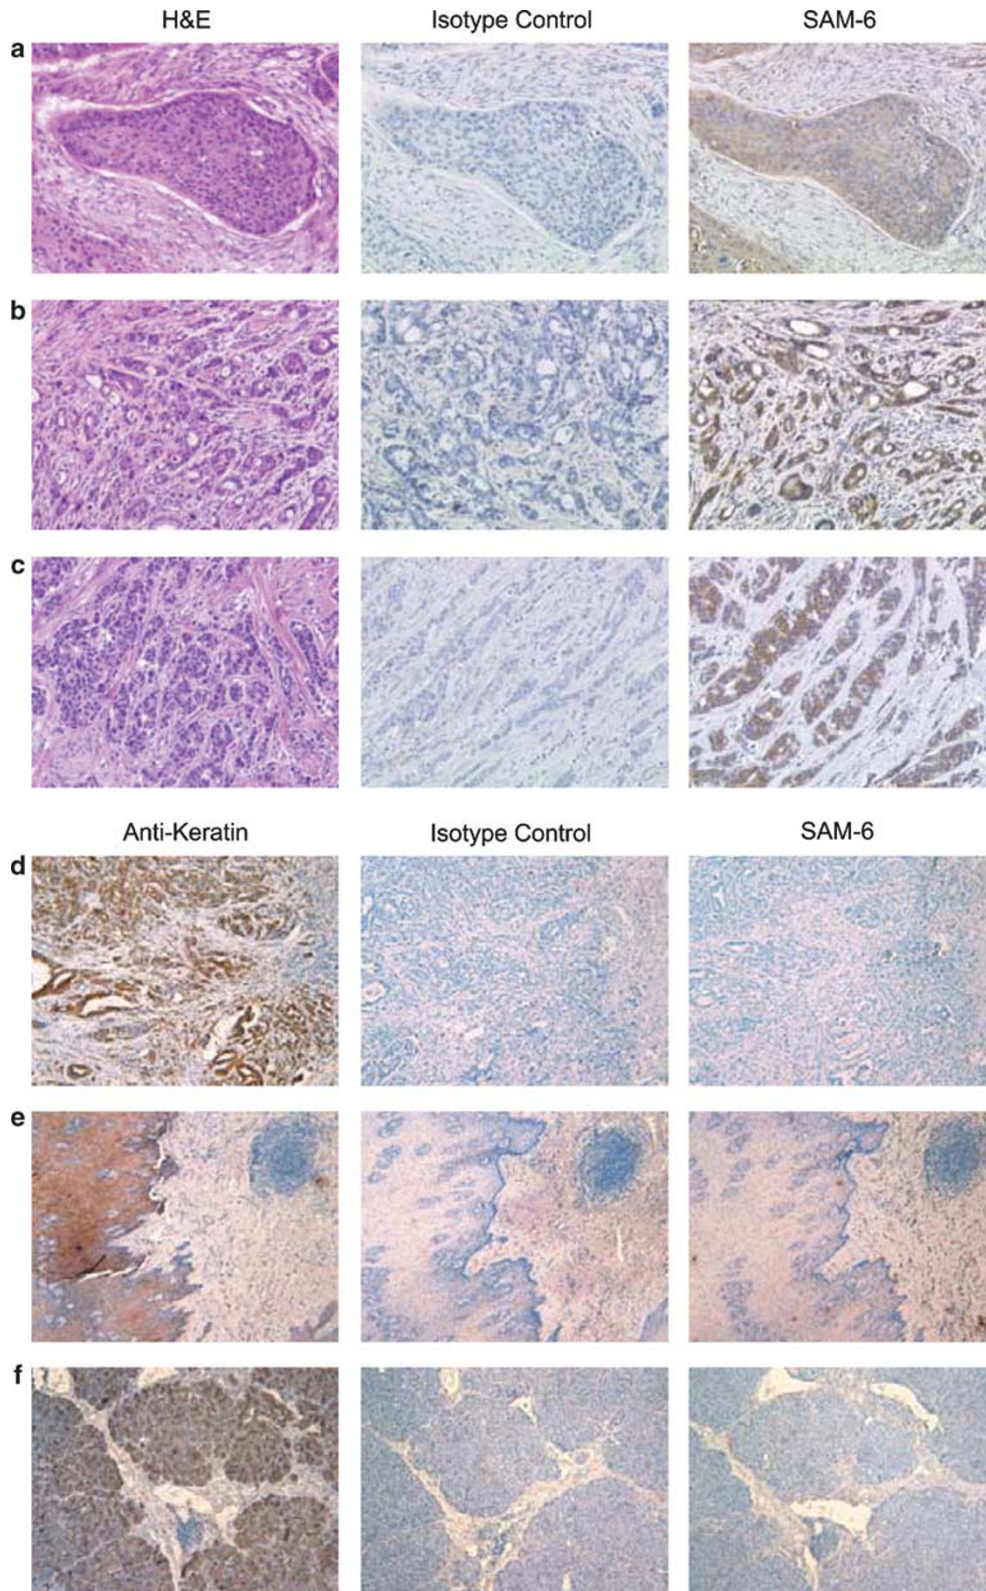 H&E Isotype Control SAM-6
a
b
c
Anti-Keratin Isotype Control SAM-6
d
e
f